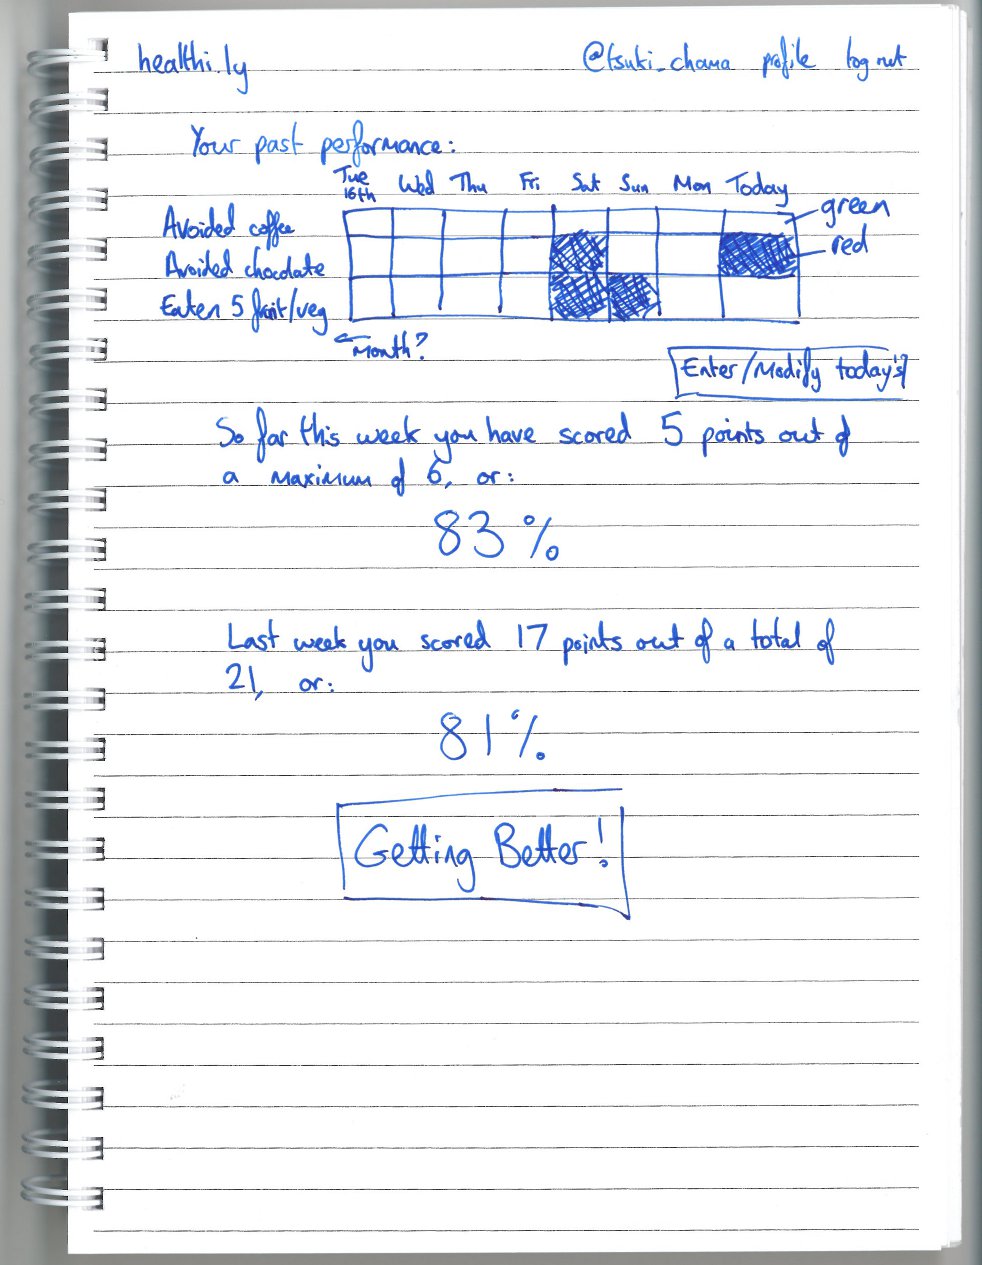 healthi.ly @tsuki_chama profile log out
Your past performance:
Tue 16th Wed Thu Fri Sat Sun Mon Today
green
Avoided coffee
red
Avoided chocolate
Eaten 5 fruit/veg
← Month?
Enter/Modify today's?
So far this week you have scored 5 points out of
a maximum of 6, or:
83%
Last week you scored 17 points out of a total of
21, or:
81%
Getting Better!